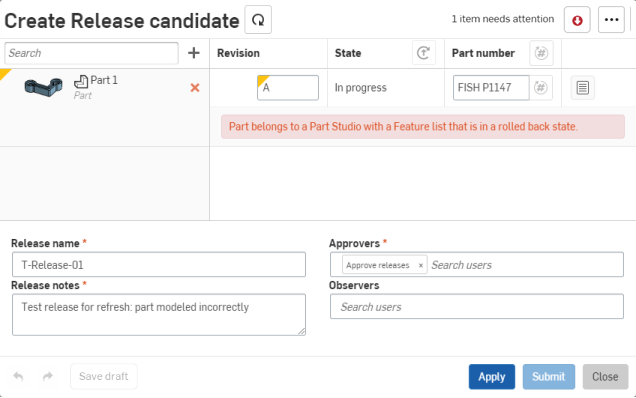 Create Release candidate
1 item needs attention
Search
Revision
State
Part number
Part 1
Part
A
In progress
FISH P1147
Part belongs to a Part Studio with a Feature list that is in a rolled back state.
Release name *
T-Release-01
Approvers *
Approve releases × Search users
Release notes *
Test release for refresh: part modeled incorrectly
Observers
Search users
Save draft
Apply
Submit
Close